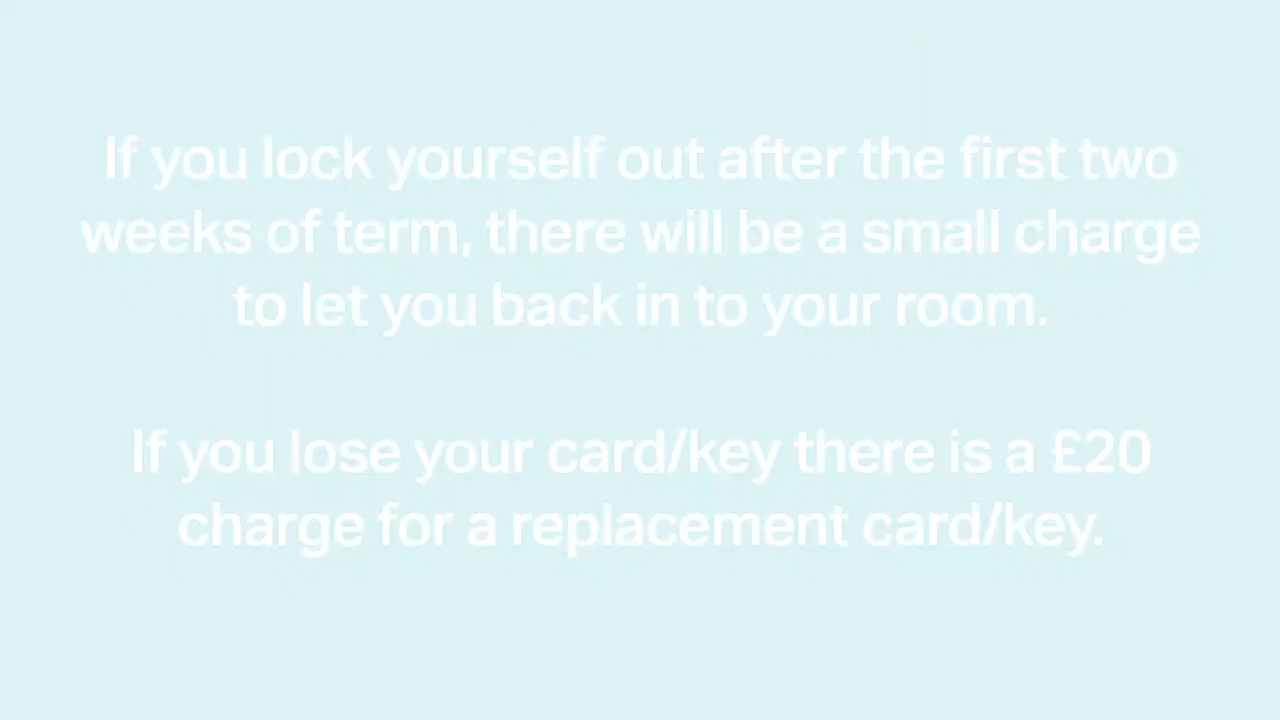 If you lock yourself out after the first two
weeks of term, there will be a small charge
to let you back in to your room.
If you lose your card/key there is a £20
charge for a replacement card/key.